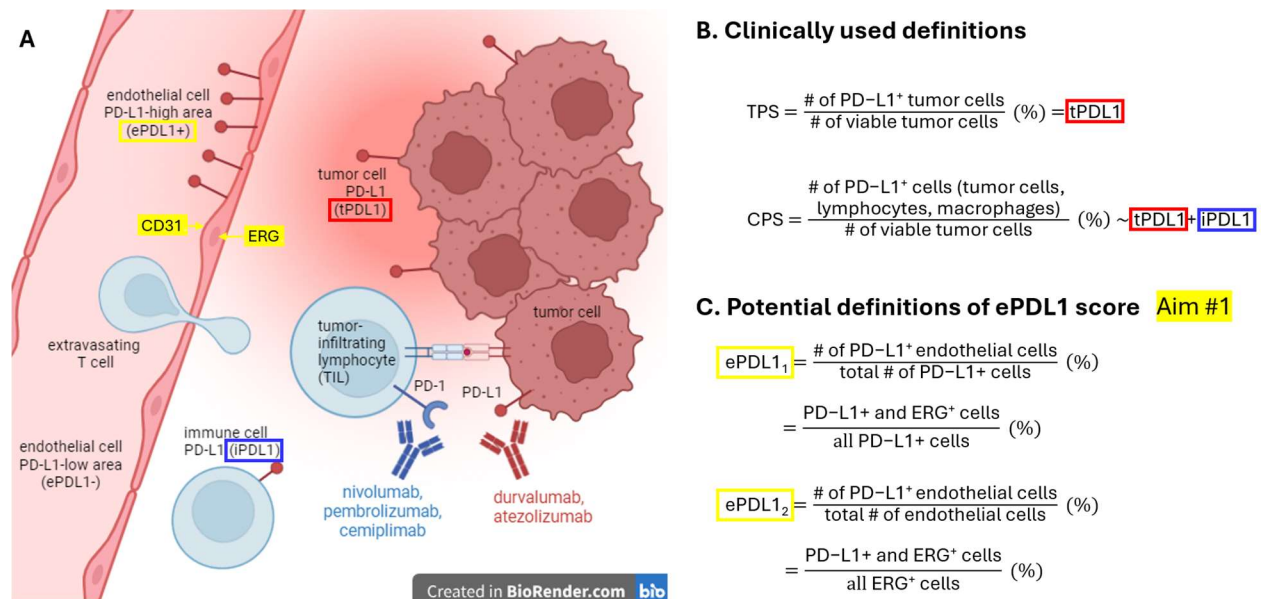 A
endothelial cell
PD-L1-high area
(ePDL1+)
CD31
ERG
tumor cell
PD-L1
(tPDL1)
extravasating
T cell
tumor-
infiltrating
lymphocyte
(TIL)
tumor cell
PD-1
PD-L1
endothelial cell
PD-L1-low area
(ePDL1-)
immune cell
PD-L1 (iPDL1)
nivolumab,
pembrolizumab,
cemiplimab
durvalumab,
atezolizumab
Created in BioRender.com bio
B. Clinically used definitions
TPS = # of PD−L1⁺ tumor cells / # of viable tumor cells (%) = tPDL1
CPS = # of PD−L1⁺ cells (tumor cells, lymphocytes, macrophages) / # of viable tumor cells (%) ~ tPDL1 + iPDL1
C. Potential definitions of ePDL1 score Aim #1
ePDL1₁ = # of PD−L1⁺ endothelial cells / total # of PD−L1+ cells (%)
= PD−L1+ and ERG⁺ cells / all PD−L1+ cells (%)
ePDL1₂ = # of PD−L1⁺ endothelial cells / total # of endothelial cells (%)
= PD−L1+ and ERG⁺ cells / all ERG⁺ cells (%)